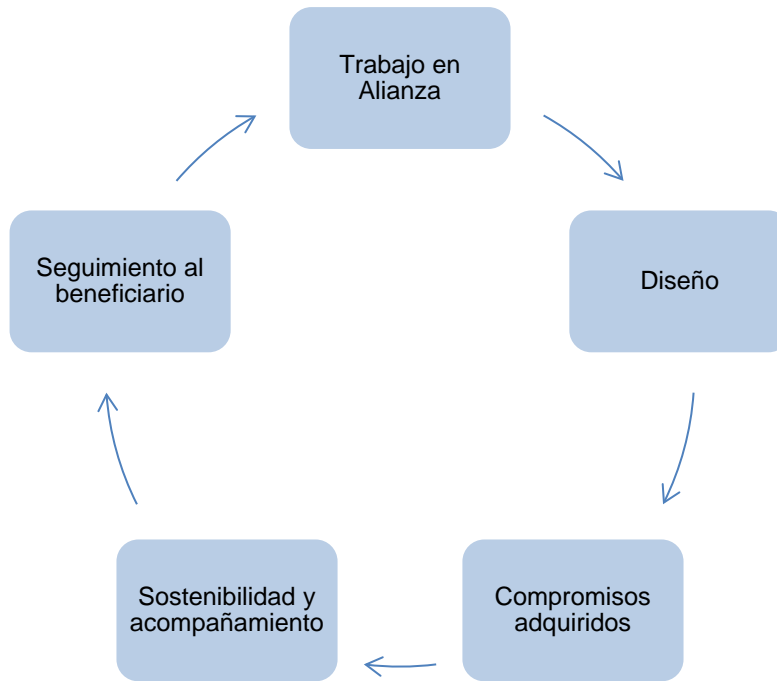 Trabajo en
Alianza
Diseño
Compromisos
adquiridos
Sostenibilidad y
acompañamiento
Seguimiento al
beneficiario